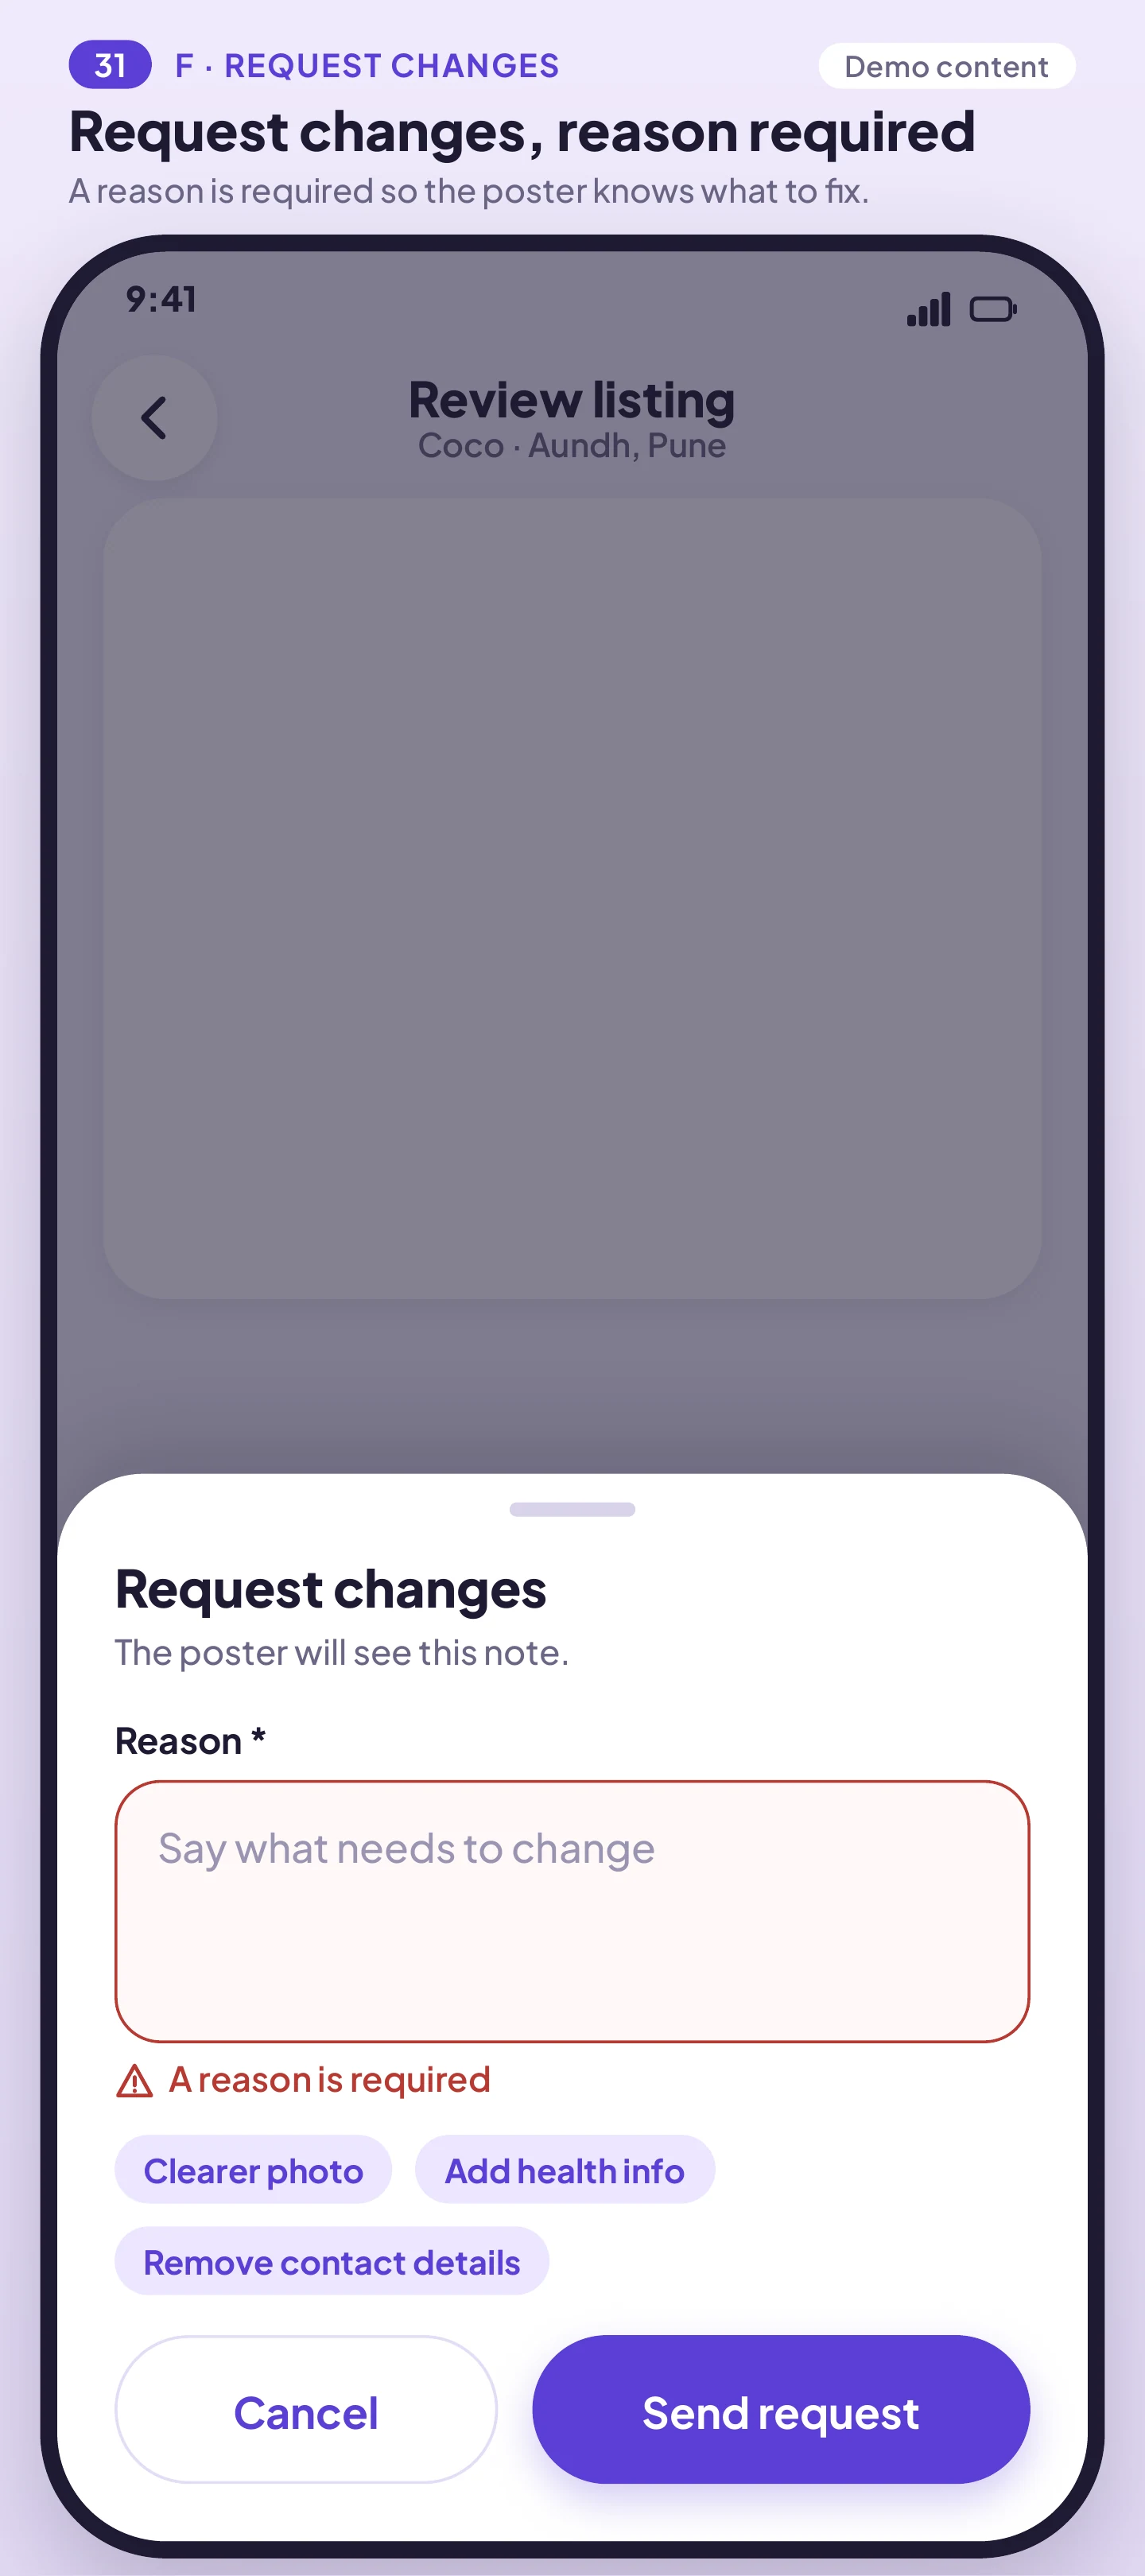 31 F · REQUEST CHANGES Demo content
Request changes, reason required
A reason is required so the poster knows what to fix.
9:41
Review listing
Coco · Aundh, Pune
Request changes
The poster will see this note.
Reason *
Say what needs to change
A reason is required
Clearer photo Add health info
Remove contact details
Cancel Send request